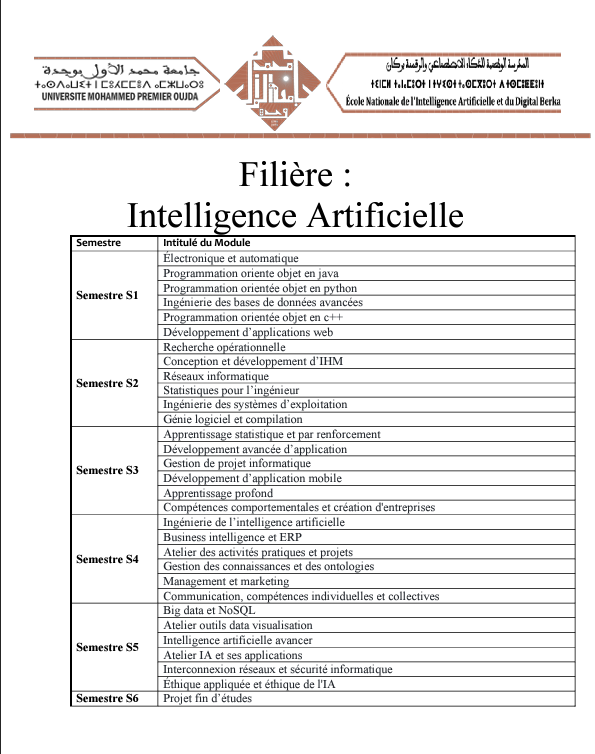 جامعة محمد الأول بوجدة
ⵜⴰⵙⴷⴰⵡⵉⵜ ⵏ ⵎⵓⵃⵎⵎⴰⴷ ⴰⵎⵣⵡⴰⵔⵓ
UNIVERSITE MOHAMMED PREMIER OUJDA
المدرسة الوطنية للذكاء الاصطناعي والرقمنة بركان
École Nationale de l'Intelligence Artificielle et du Digital Berka
Filière :
Intelligence Artificielle
Semestre Intitulé du Module
Semestre S1
Électronique et automatique
Programmation oriente objet en java
Programmation orientée objet en python
Ingénierie des bases de données avancées
Programmation orientée objet en c++
Développement d'applications web
Semestre S2
Recherche opérationnelle
Conception et développement d'IHM
Réseaux informatique
Statistiques pour l'ingénieur
Ingénierie des systèmes d'exploitation
Génie logiciel et compilation
Semestre S3
Apprentissage statistique et par renforcement
Développement avancée d'application
Gestion de projet informatique
Développement d'application mobile
Apprentissage profond
Compétences comportementales et création d'entreprises
Semestre S4
Ingénierie de l'intelligence artificielle
Business intelligence et ERP
Atelier des activités pratiques et projets
Gestion des connaissances et des ontologies
Management et marketing
Communication, compétences individuelles et collectives
Semestre S5
Big data et NoSQL
Atelier outils data visualisation
Intelligence artificielle avancer
Atelier IA et ses applications
Interconnexion réseaux et sécurité informatique
Éthique appliquée et éthique de l'IA
Semestre S6 Projet fin d'études